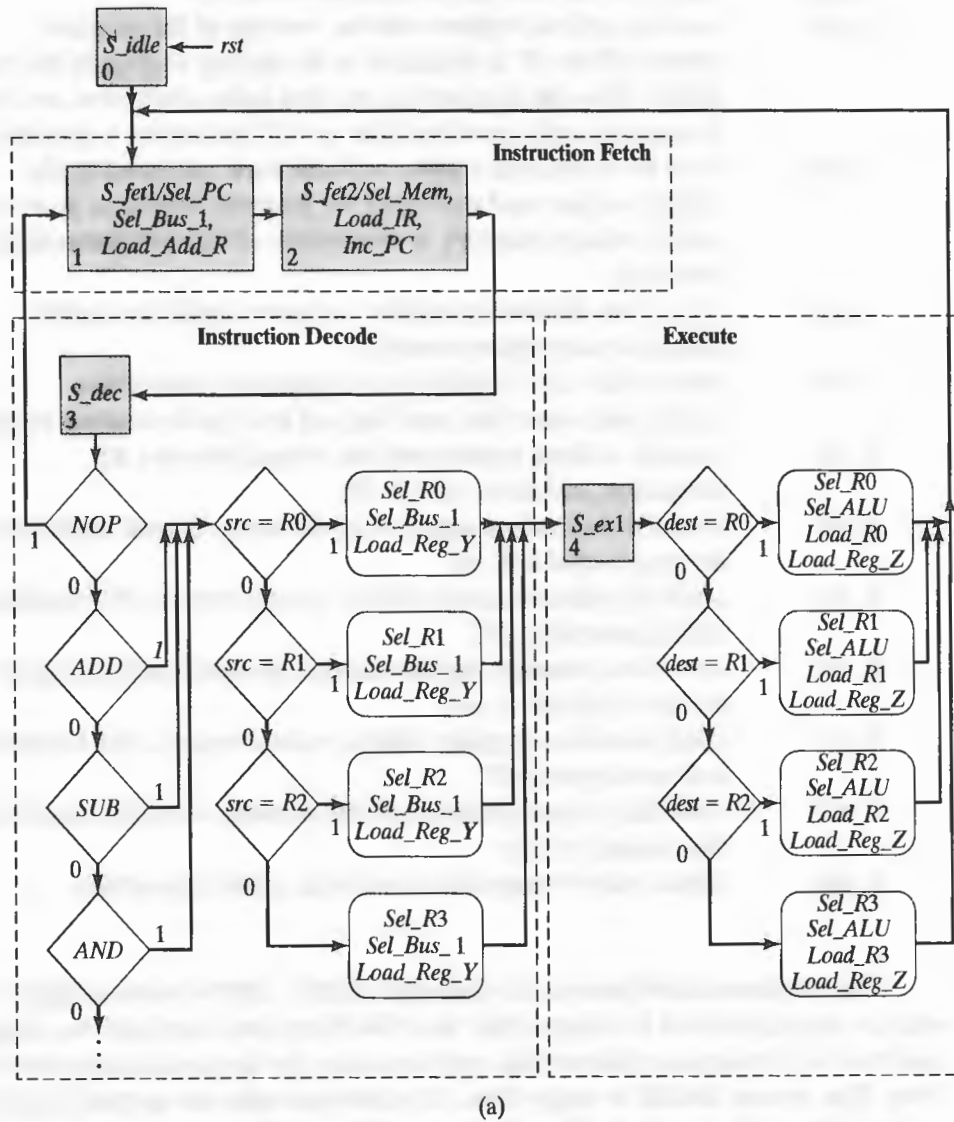 S_idle
0
rst
Instruction Fetch
S_fet1/Sel_PC
Sel_Bus_1,
Load_Add_R
1
S_fet2/Sel_Mem,
Load_IR,
Inc_PC
2
Instruction Decode
S_dec
3
NOP
1
0
ADD
1
0
SUB
1
0
AND
1
0
src = R0
1
0
src = R1
1
0
src = R2
1
0
Sel_R0
Sel_Bus_1
Load_Reg_Y
Sel_R1
Sel_Bus_1
Load_Reg_Y
Sel_R2
Sel_Bus_1
Load_Reg_Y
Sel_R3
Sel_Bus_1
Load_Reg_Y
Execute
S_ex1
4
dest = R0
1
0
dest = R1
1
0
dest = R2
1
0
Sel_R0
Sel_ALU
Load_R0
Load_Reg_Z
Sel_R1
Sel_ALU
Load_R1
Load_Reg_Z
Sel_R2
Sel_ALU
Load_R2
Load_Reg_Z
Sel_R3
Sel_ALU
Load_R3
Load_Reg_Z
(a)